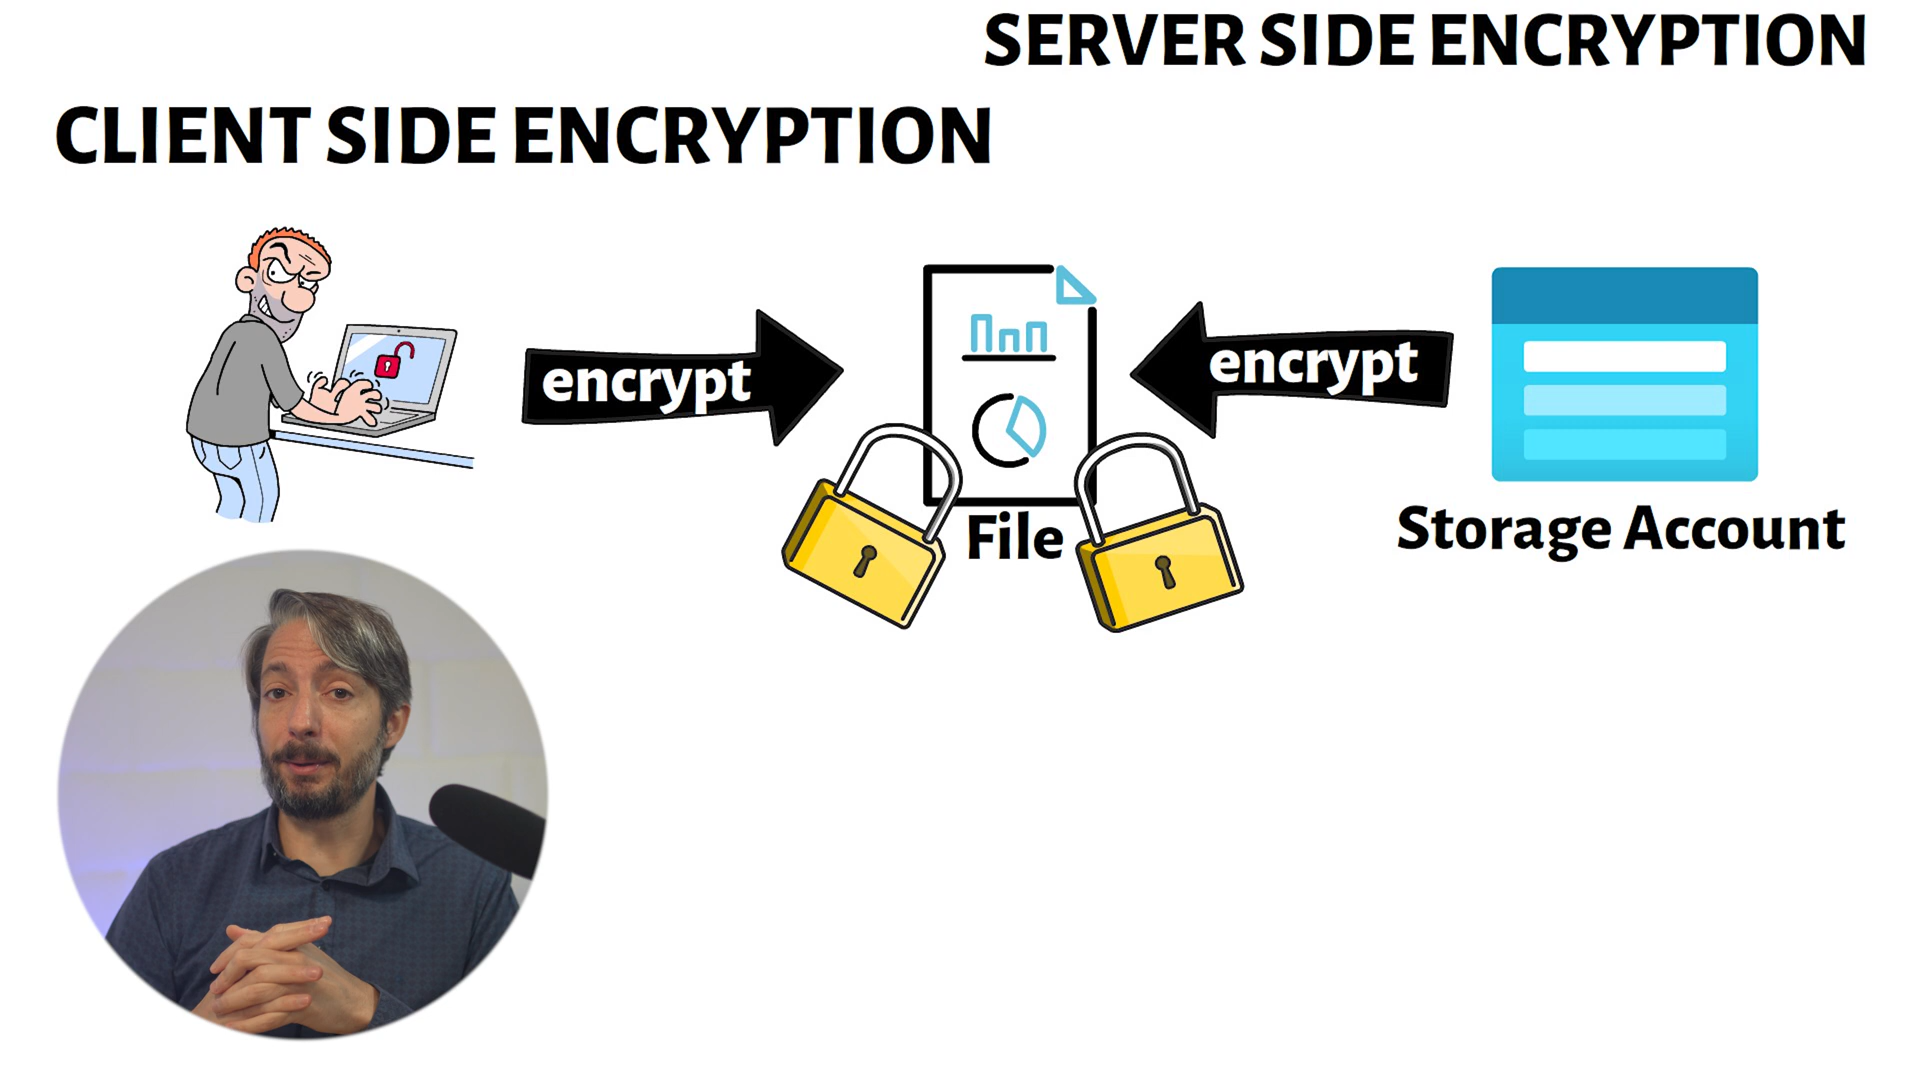 SERVER SIDE ENCRYPTION
CLIENT SIDE ENCRYPTION
encrypt
encrypt
File
Storage Account